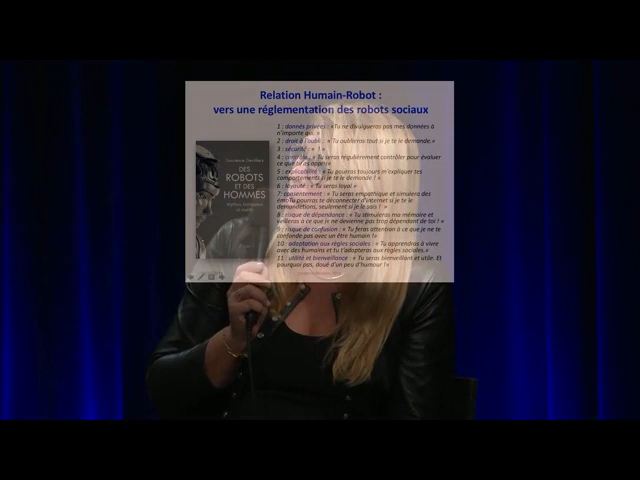 Relation Humain-Robot :
vers une réglementation des robots sociaux
1 : données privées : «Tu ne divulgueras pas mes données à
n'importe qui. »
2 : droit à l'oubli : « Tu oublieras tout si je te le demande.»
3 : sécurité : « ! »
4 : contrôle : « Tu seras régulièrement contrôler pour évaluer
ce que tu as appris»
5 : explicabilité : « Tu pourras toujours m'expliquer tes
comportements si je te le demande ! »
6 : loyauté : « Tu seras loyal »
7: consentement : « Tu seras empathique et simulera des
émoTu pourras te déconnecter d'internet si je te le
seulement si je le sais ! »
8 : risque de dépendance : « Tu stimuleras ma mémoire et
veilleras à ce que je ne devienne pas trop dépendant de toi ! »
9 : risque de confusion : « Tu feras attention à ce que je ne te
confonde pas avec un être humain !»
10 : adaptation aux règles sociales : « Tu apprendras à vivre
avec des humains et tu t'adapteras aux règles sociales.»
11 : utilité et bienveillance : « Tu seras bienveillant et utile. Et
pourquoi pas, doué d'un peu d'humour !»
Laurence Devillers
DES
ROBOTS
ET DES
HOMMES